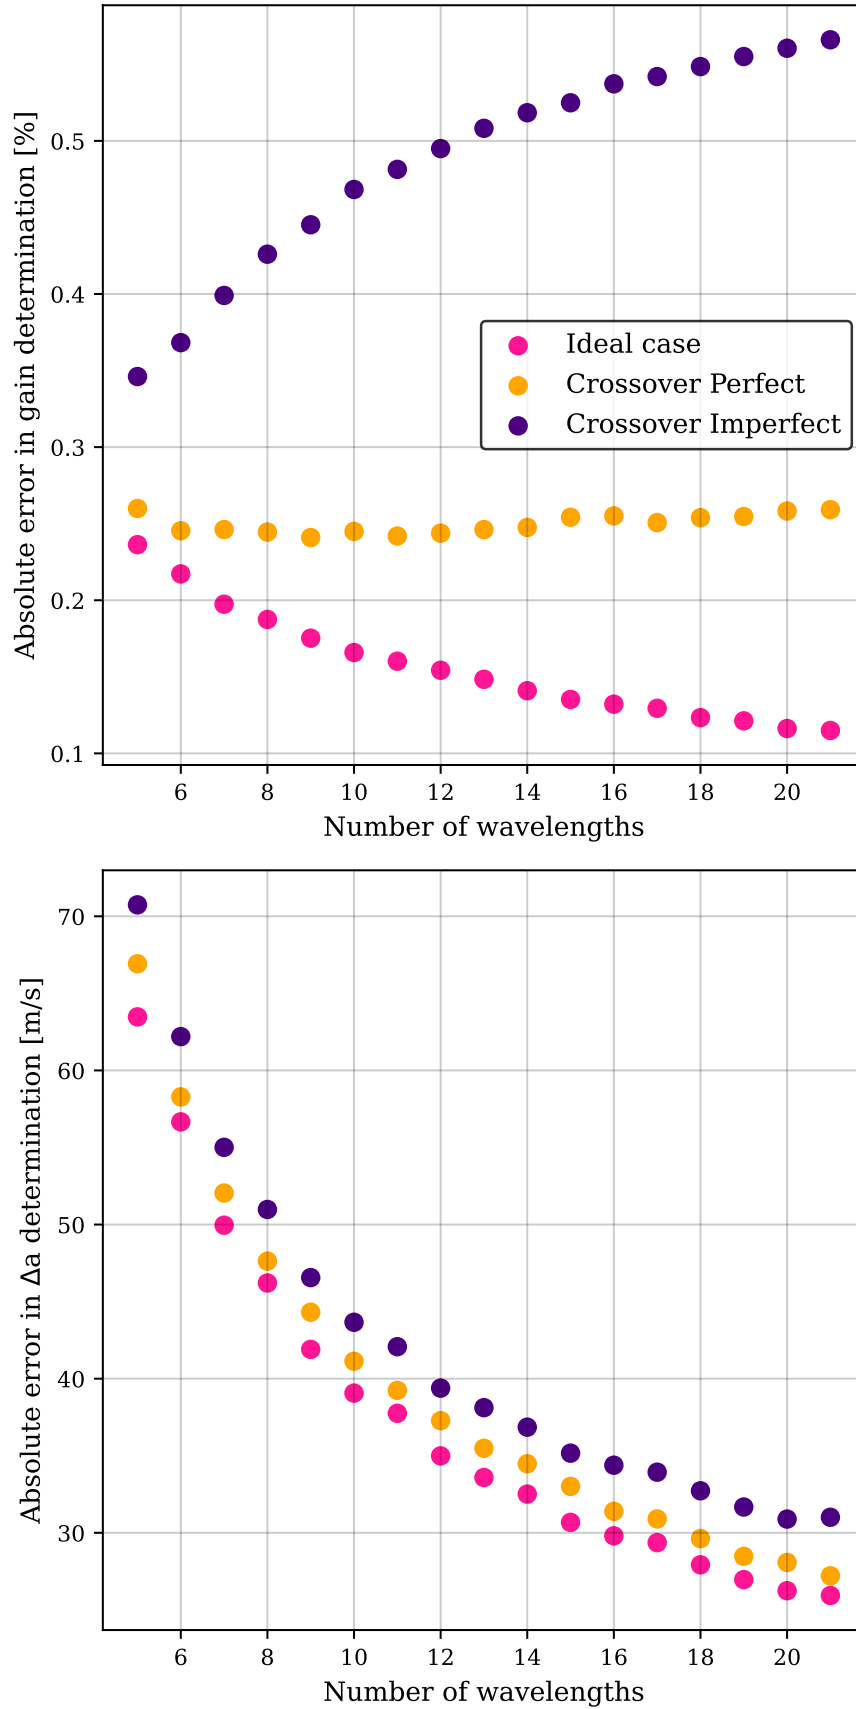 Absolute error in gain determination [%]
0.5
0.4
0.3
0.2
0.1
Ideal case
Crossover Perfect
Crossover Imperfect
6 8 10 12 14 16 18 20
Number of wavelengths
Absolute error in Δa determination [m/s]
70
60
50
40
30
6 8 10 12 14 16 18 20
Number of wavelengths